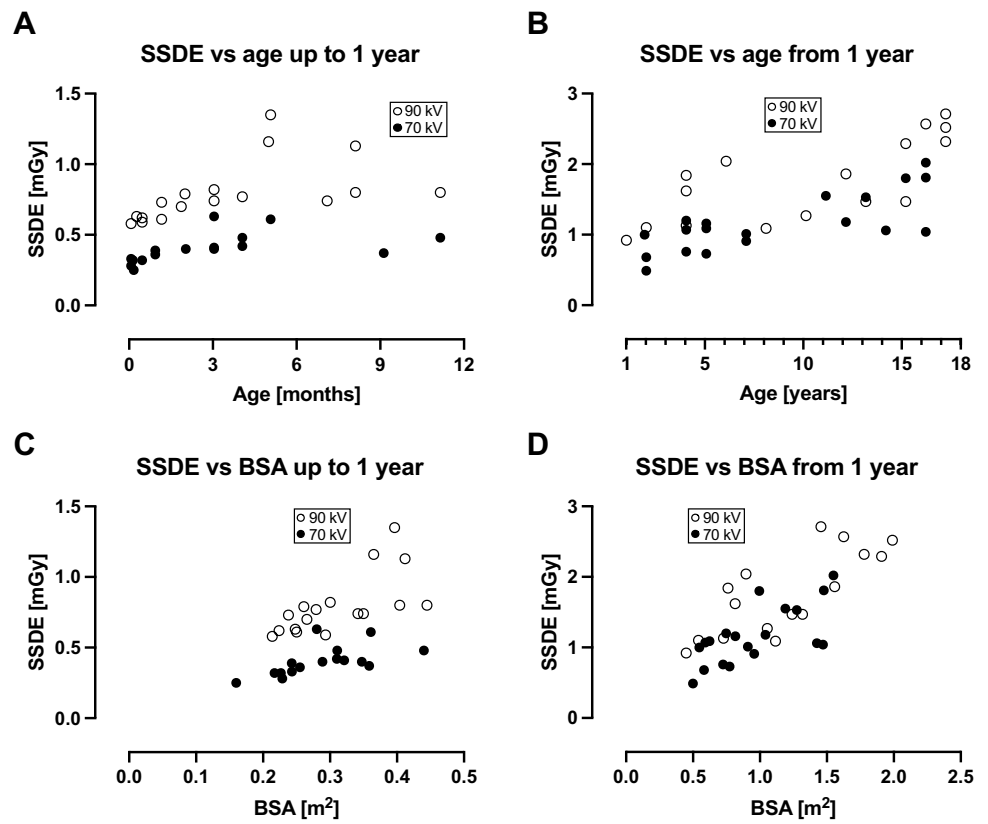 A
SSDE vs age up to 1 year
1.5
1.0
0.5
0.0
SSDE [mGy]
90 kV
70 kV
0 3 6 9 12
Age [months]
B
SSDE vs age from 1 year
3
2
1
0
SSDE [mGy]
90 kV
70 kV
1 5 10 15 18
Age [years]
C
SSDE vs BSA up to 1 year
1.5
1.0
0.5
0.0
SSDE [mGy]
90 kV
70 kV
0.0 0.1 0.2 0.3 0.4 0.5
BSA [m²]
D
SSDE vs BSA from 1 year
3
2
1
0
SSDE [mGy]
90 kV
70 kV
0.0 0.5 1.0 1.5 2.0 2.5
BSA [m²]